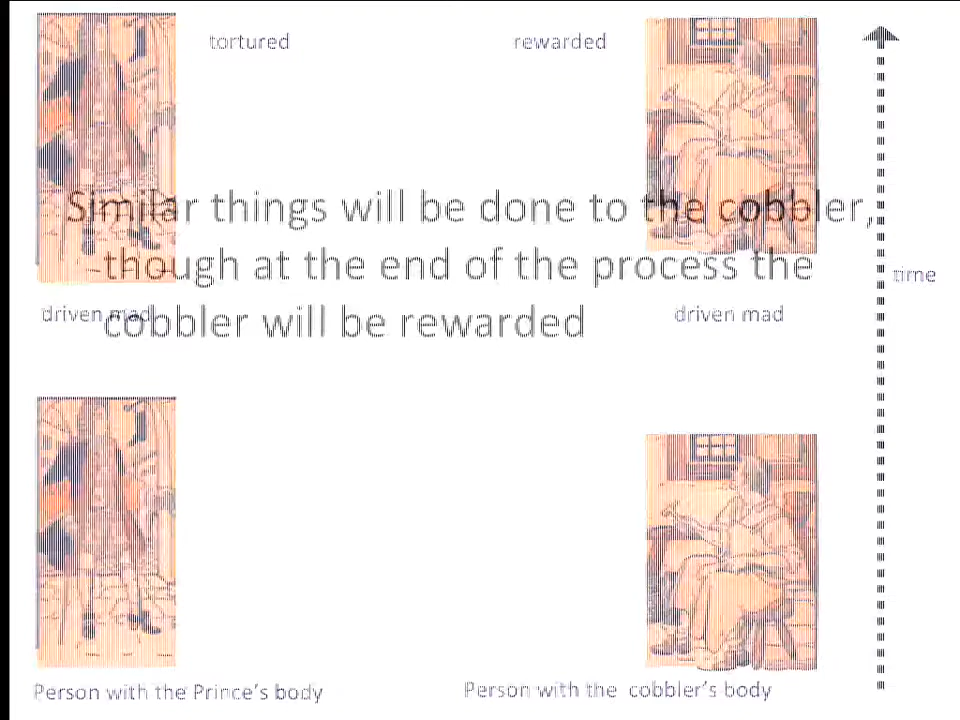 tortured
rewarded
Similar things will be done to the cobbler,
though at the end of the process the
cobbler will be rewarded
time
driven mad
driven mad
Person with the Prince's body
Person with the cobbler's body